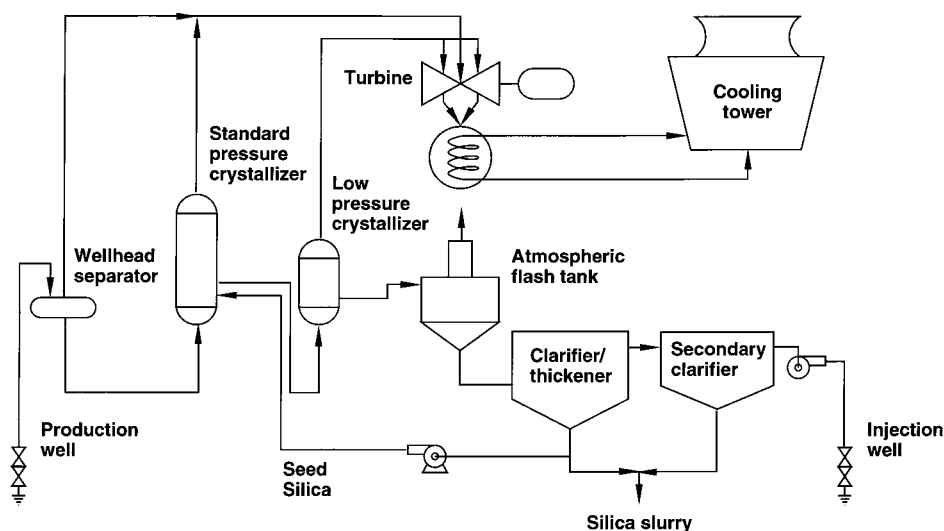 Turbine
Cooling
tower
Standard
pressure
crystallizer
Low
pressure
crystallizer
Wellhead
separator
Atmospheric
flash tank
Clarifier/
thickener
Secondary
clarifier
Production
well
Injection
well
Seed
Silica
Silica slurry